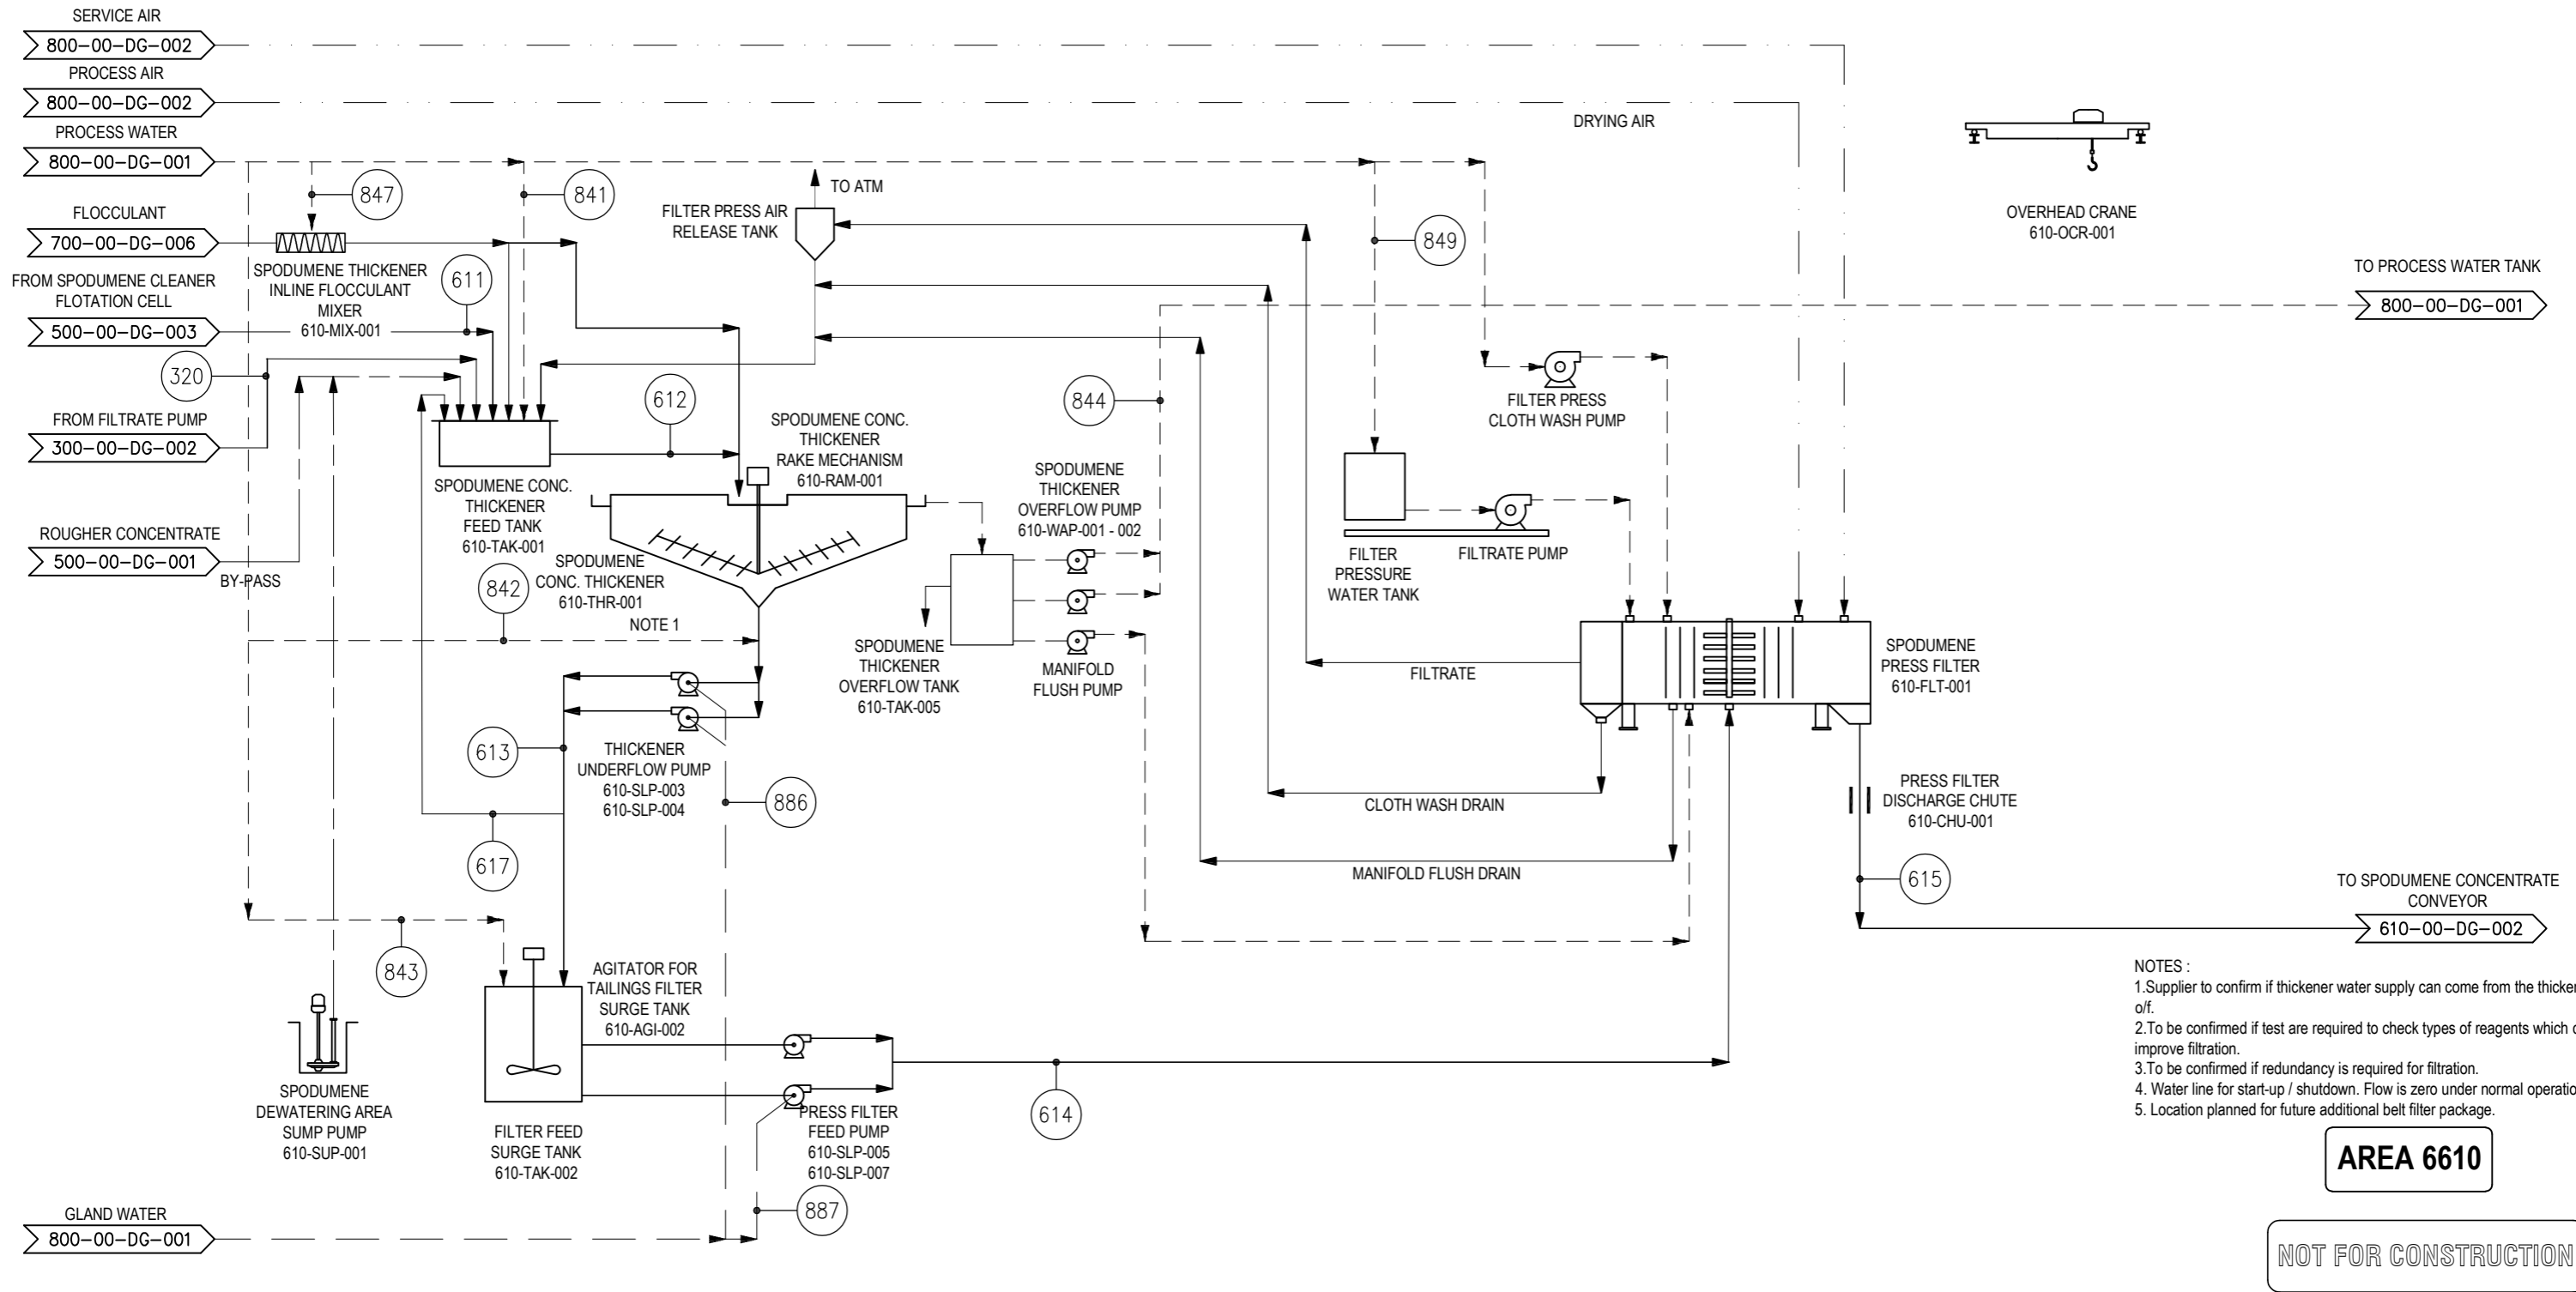 SERVICE AIR
800-00-DG-002
PROCESS AIR
800-00-DG-002
PROCESS WATER
800-00-DG-001
FLOCCULANT
700-00-DG-006
FROM SPODUMENE CLEANER
FLOTATION CELL
500-00-DG-003
320
FROM FILTRATE PUMP
300-00-DG-002
ROUGHER CONCENTRATE
500-00-DG-001
BY-PASS
847
841
SPODUMENE THICKENER
INLINE FLOCCULANT
MIXER
610-MIX-001
611
FILTER PRESS AIR
RELEASE TANK
TO ATM
612
SPODUMENE CONC.
THICKENER
FEED TANK
610-TAK-001
SPODUMENE CONC.
THICKENER
RAKE MECHANISM
610-RAM-001
SPODUMENE
CONC. THICKENER
610-THR-001
842
NOTE 1
844
SPODUMENE
THICKENER
OVERFLOW PUMP
610-WAP-001 - 002
SPODUMENE
THICKENER
OVERFLOW TANK
610-TAK-005
MANIFOLD
FLUSH PUMP
849
DRYING AIR
FILTER PRESS
CLOTH WASH PUMP
FILTER
PRESSURE
WATER TANK
FILTRATE PUMP
OVERHEAD CRANE
610-OCR-001
TO PROCESS WATER TANK
800-00-DG-001
SPODUMENE
PRESS FILTER
610-FLT-001
FILTRATE
613
THICKENER
UNDERFLOW PUMP
610-SLP-003
610-SLP-004
886
617
CLOTH WASH DRAIN
MANIFOLD FLUSH DRAIN
PRESS FILTER
DISCHARGE CHUTE
610-CHU-001
615
TO SPODUMENE CONCENTRATE
CONVEYOR
610-00-DG-002
843
AGITATOR FOR
TAILINGS FILTER
SURGE TANK
610-AGI-002
SPODUMENE
DEWATERING AREA
SUMP PUMP
610-SUP-001
FILTER FEED
SURGE TANK
610-TAK-002
PRESS FILTER
FEED PUMP
610-SLP-005
610-SLP-007
614
887
GLAND WATER
800-00-DG-001
NOTES :
1.Supplier to confirm if thickener water supply can come from the
o/f.
2.To be confirmed if test are required to check types of reagents which
improve filtration.
3.To be confirmed if redundancy is required for filtration.
4. Water line for start-up / shutdown. Flow is zero under normal
5. Location planned for future additional belt filter package.
AREA 6610
NOT FOR CONSTRUCTION